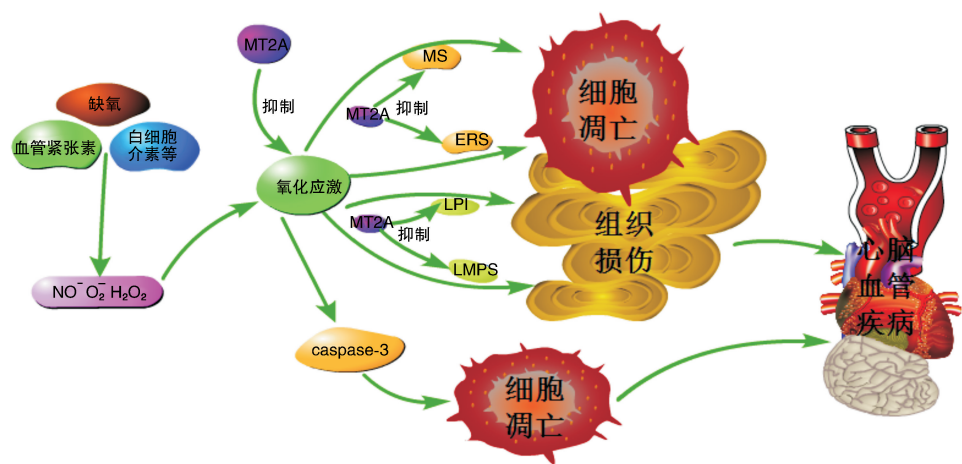 MT2A
抑制
缺氧
血管紧张素
白细胞
介素等
NO⁻ O₂⁻ H₂O₂
氧化应激
MS
MT2A
抑制
ERS
LPI
MT2A
抑制
LMPS
细胞
凋亡
组织
损伤
caspase-3
细胞
凋亡
心脑
血管
疾病